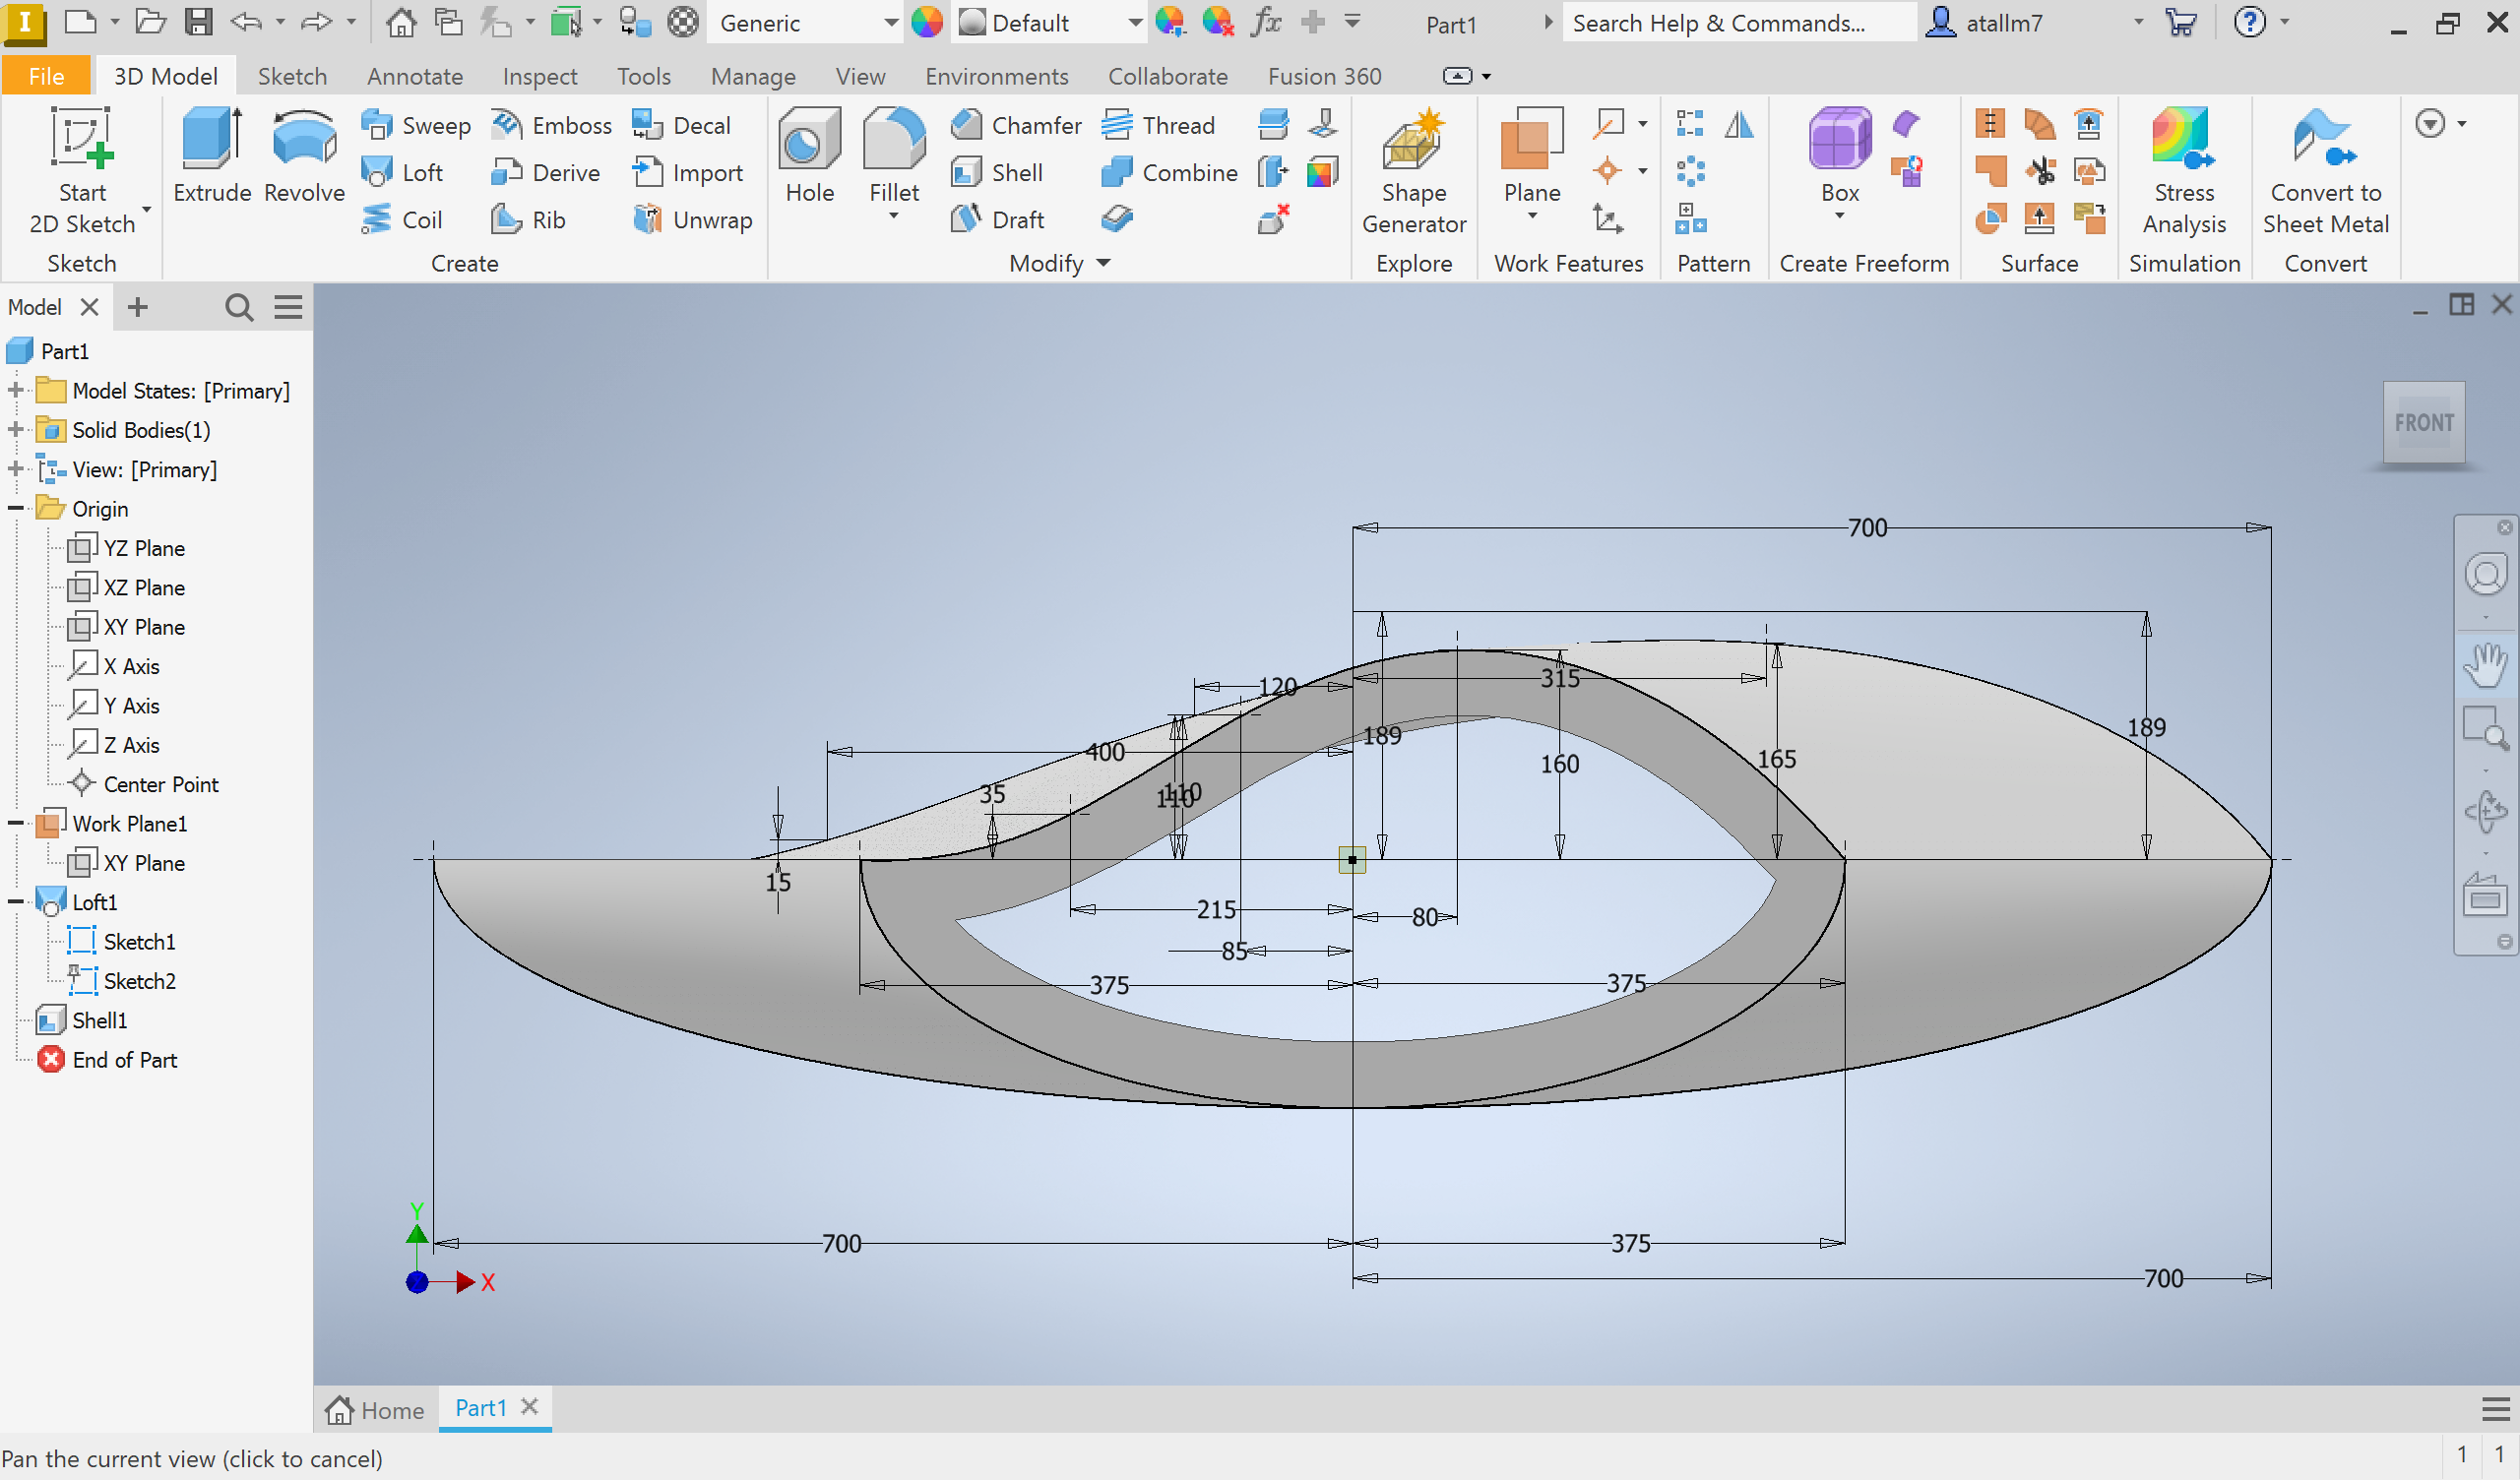 I
Generic
Default
fx
Part1
Search Help & Commands...
atallm7
File
3D Model
Sketch
Annotate
Inspect
Tools
Manage
View
Environments
Collaborate
Fusion 360
Start
2D Sketch
Extrude
Revolve
Sweep
Emboss
Decal
Loft
Derive
Import
Coil
Rib
Unwrap
Hole
Fillet
Chamfer
Thread
Shell
Combine
Draft
Shape
Generator
Plane
Box
Stress
Analysis
Convert to
Sheet Metal
Sketch
Create
Modify
Explore
Work Features
Pattern
Create Freeform
Surface
Simulation
Convert
Model
Part1
Model States: [Primary]
Solid Bodies(1)
View: [Primary]
Origin
YZ Plane
XZ Plane
XY Plane
X Axis
Y Axis
Z Axis
Center Point
Work Plane1
XY Plane
Loft1
Sketch1
Sketch2
Shell1
End of Part
FRONT
700
120
315
189
189
400
160
165
35
110
110
15
215
80
85
375
375
700
375
700
Y
X
Home
Part1
Pan the current view (click to cancel)
1
1